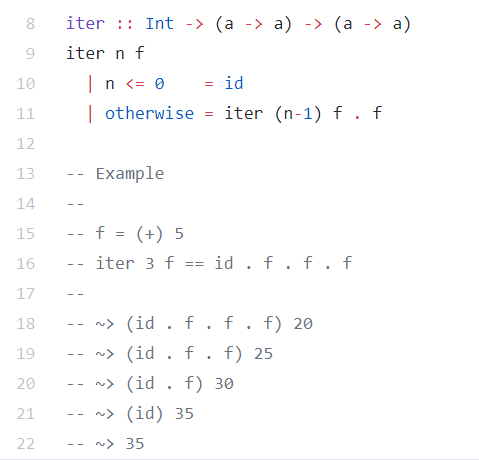 8 iter :: Int -> (a -> a) -> (a -> a)
9 iter n f
10   | n <= 0    = id
11   | otherwise = iter (n-1) f . f
12
13 -- Example
14 --
15 -- f = (+) 5
16 -- iter 3 f == id . f . f . f
17 --
18 -- ~> (id . f . f . f) 20
19 -- ~> (id . f . f) 25
20 -- ~> (id . f) 30
21 -- ~> (id) 35
22 -- ~> 35